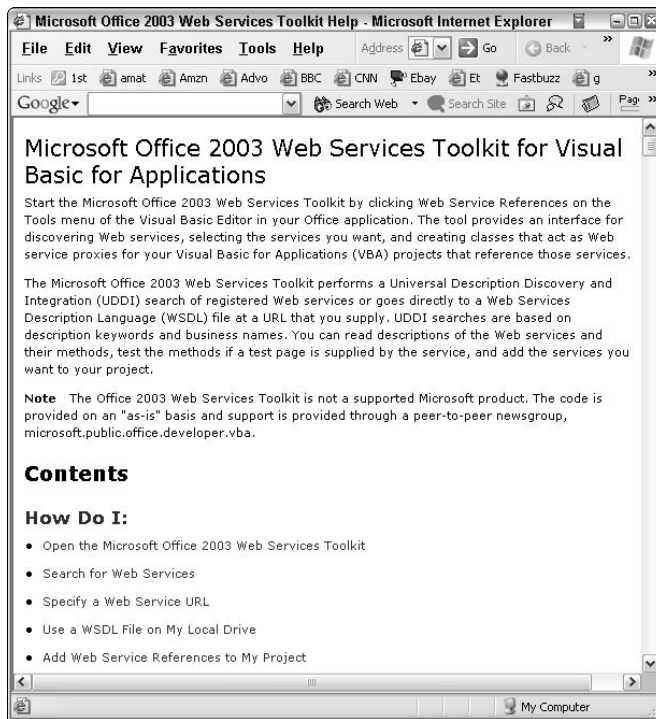 Microsoft Office 2003 Web Services Toolkit Help - Microsoft Internet Explorer
File Edit View Favorites Tools Help Address Go Back »
Links 1st amat Amzn Advo BBC CNN Ebay Et Fastbuzz g »
Google Search Web Search Site Pag »
Microsoft Office 2003 Web Services Toolkit for Visual
Basic for Applications
Start the Microsoft Office 2003 Web Services Toolkit by clicking Web Service References on the
Tools menu of the Visual Basic Editor in your Office application. The tool provides an interface for
discovering Web services, selecting the services you want, and creating classes that act as Web
service proxies for your Visual Basic for Applications (VBA) projects that reference those services.
The Microsoft Office 2003 Web Services Toolkit performs a Universal Description Discovery and
Integration (UDDI) search of registered Web services or goes directly to a Web Services
Description Language (WSDL) file at a URL that you supply. UDDI searches are based on
description keywords and business names. You can read descriptions of the Web services and
their methods, test the methods if a test page is supplied by the service, and add the services you
want to your project.
Note The Office 2003 Web Services Toolkit is not a supported Microsoft product. The code is
provided on an "as-is" basis and support is provided through a peer-to-peer newsgroup,
microsoft.public.office.developer.vba.
Contents
How Do I:
• Open the Microsoft Office 2003 Web Services Toolkit
• Search for Web Services
• Specify a Web Service URL
• Use a WSDL File on My Local Drive
• Add Web Service References to My Project
My Computer